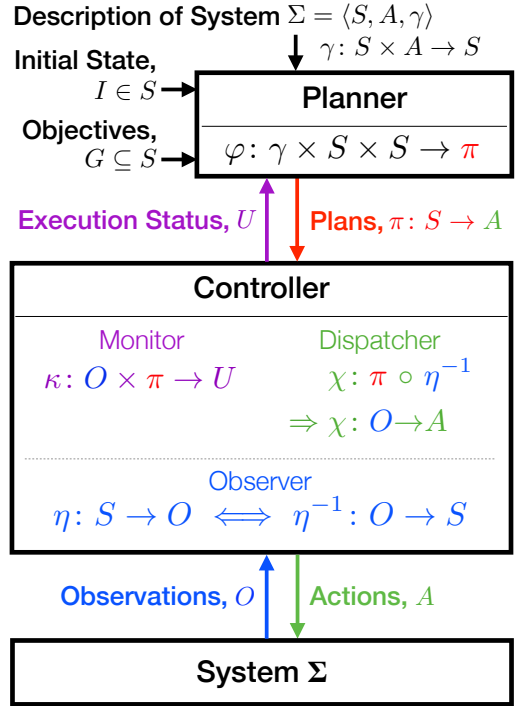 Description of System Σ = ⟨S, A, γ⟩
γ: S × A → S
Initial State,
I ∈ S
Objectives,
G ⊆ S
Planner
φ: γ × S × S → π
Execution Status, U
Plans, π: S → A
Controller
Monitor
κ: O × π → U
Dispatcher
χ: π ∘ η⁻¹
⇒ χ: O→A
Observer
η: S → O ⟺ η⁻¹: O → S
Observations, O
Actions, A
System Σ